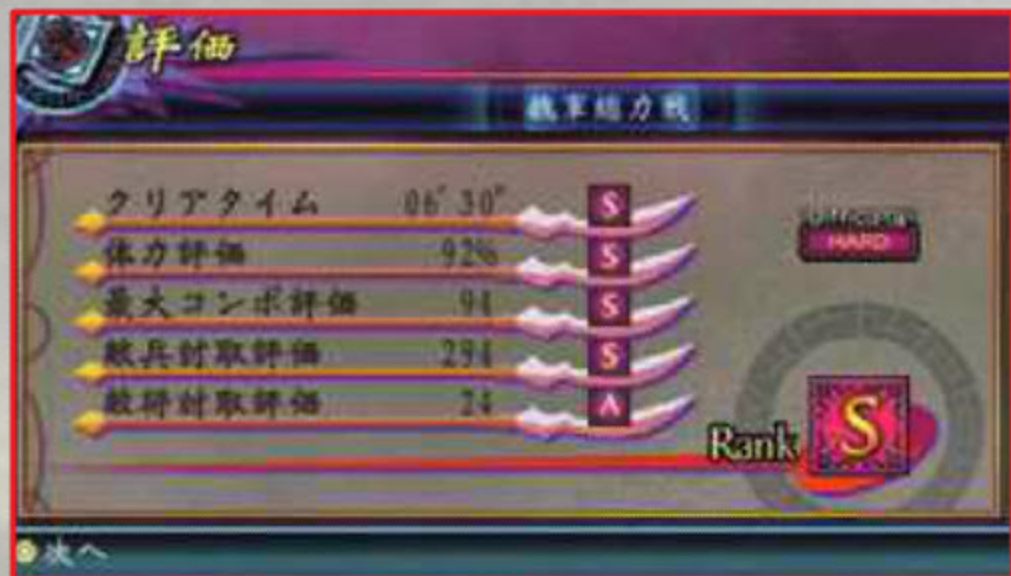 評価
総力戦
クリアタイム 06'30" S
体力評価 92% S
最大コンボ評価 94 S
敵兵討取評価 294 S
敵将討取評価 24 A
HARD
Rank S
次へ